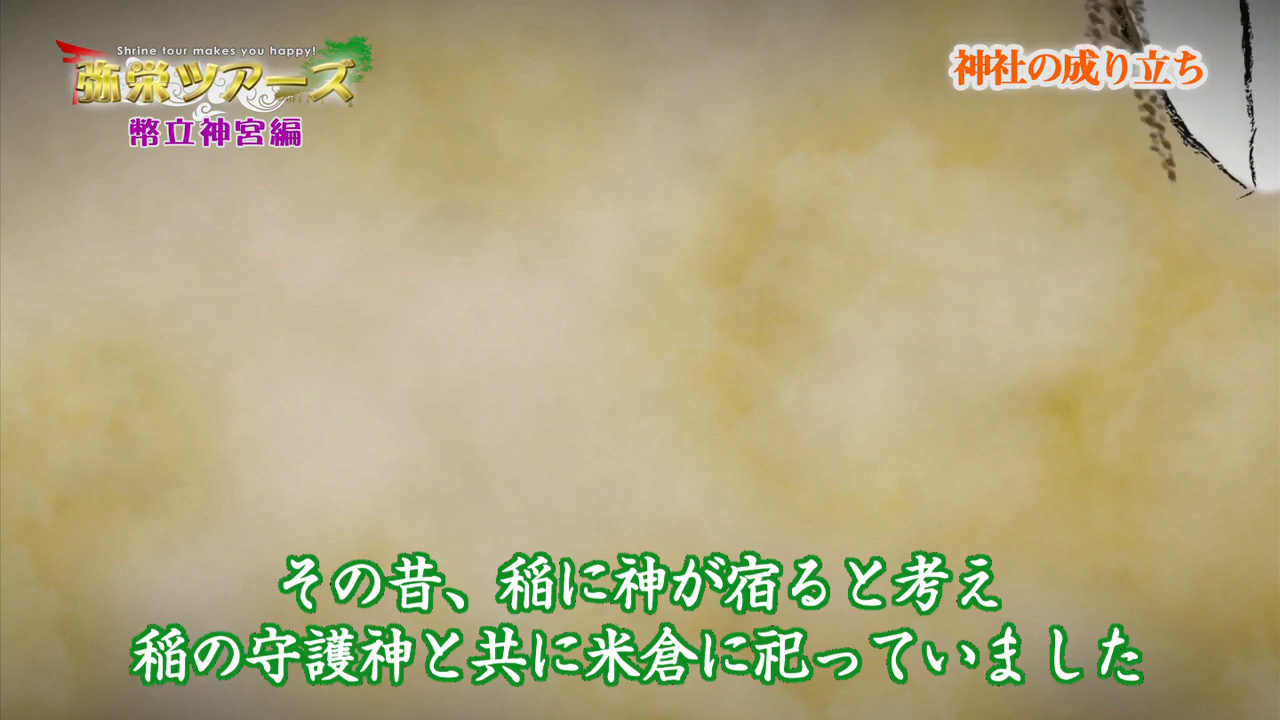 Shrine tour makes you happy!
弥栄ツアーズ
幣立神宮編
神社の成り立ち
その昔、稲に神が宿ると考え
稲の守護神と共に米倉に祀っていました